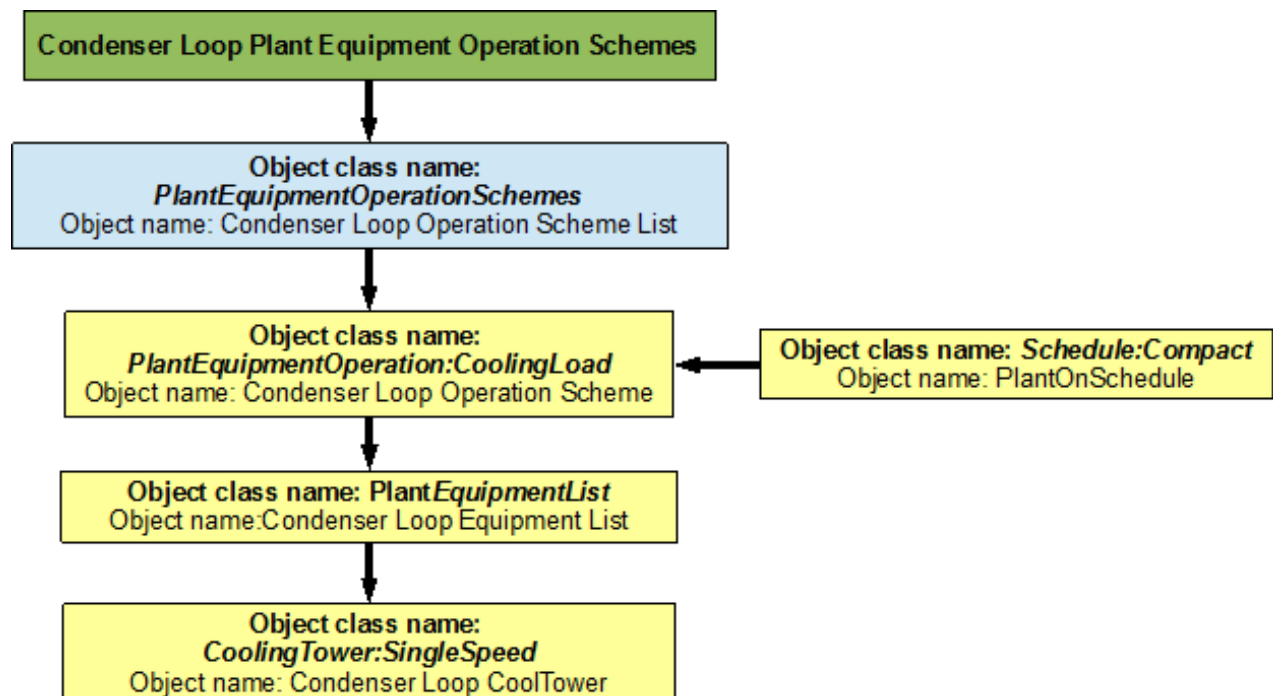 Condenser Loop Plant Equipment Operation Schemes
Object class name:
PlantEquipmentOperationSchemes
Object name: Condenser Loop Operation Scheme List
Object class name:
PlantEquipmentOperation:CoolingLoad
Object name: Condenser Loop Operation Scheme
Object class name: Schedule:Compact
Object name: PlantOnSchedule
Object class name: PlantEquipmentList
Object name:Condenser Loop Equipment List
Object class name:
CoolingTower:SingleSpeed
Object name: Condenser Loop CoolTower